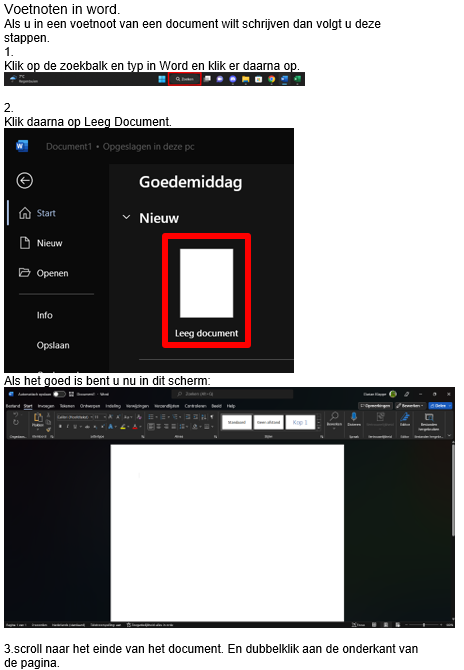 Voetnoten in word.
Als u in een voetnoot van een document wilt schrijven dan volgt u deze
stappen.
1.
Klik op de zoekbalk en typ in Word en klik er daarna op.
Zoeken
2.
Klik daarna op Leeg Document.
Document1 • Opgeslagen in deze pc
Goedemiddag
Start
Nieuw
Nieuw
Openen
Leeg document
Info
Opslaan
Als het goed is bent u nu in dit scherm:
Automatisch opslaan
Zoeken
Bestand Start Invoegen Tekenen Ontwerpen Indeling Verwijzingen Verzendlijsten Controleren Beeld Help
Opmerkingen Bewerken Delen
Standaard Geen afstand Kop 1
3.scroll naar het einde van het document. En dubbelklik aan de onderkant van
de pagina.